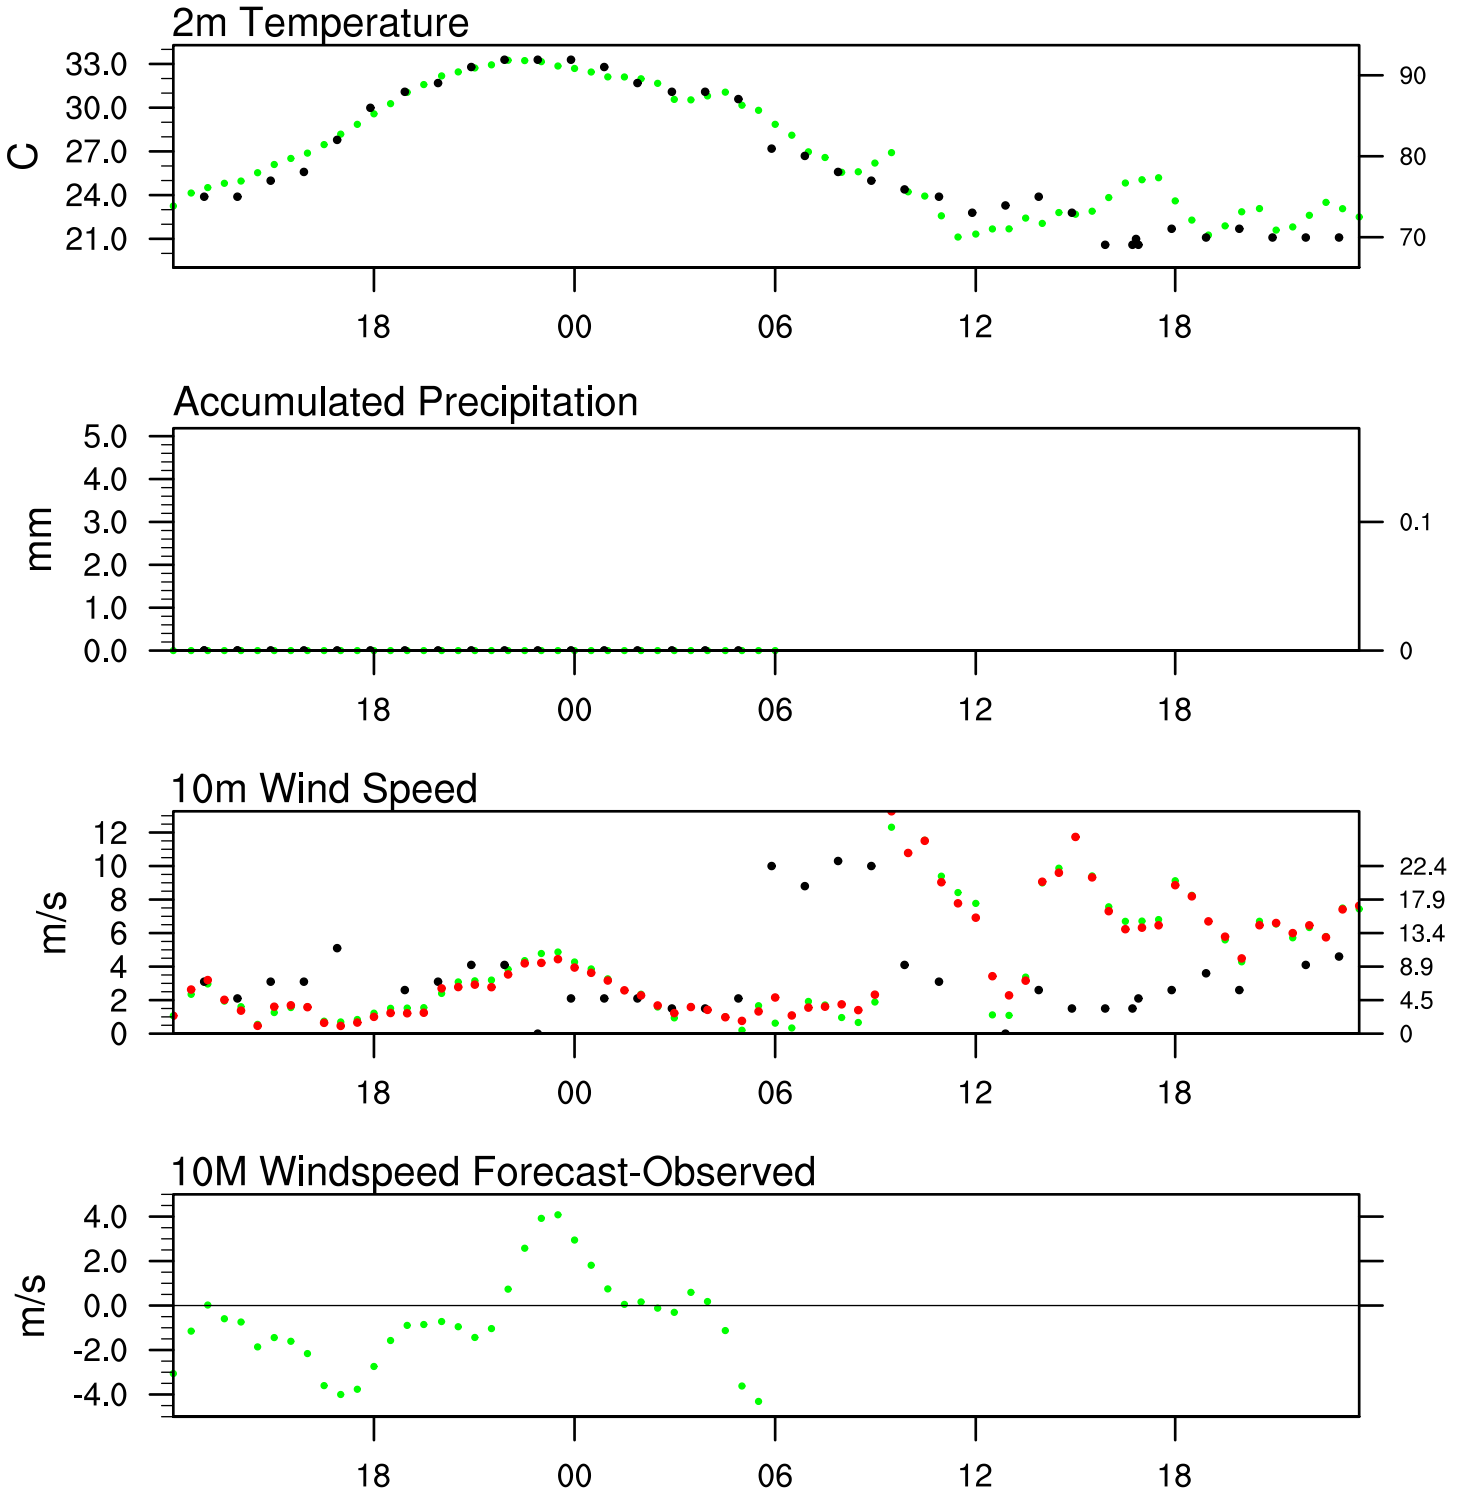 2m Temperature
33.0
30.0
27.0
24.0
21.0
C
90
80
70
18 00 06 12 18
Accumulated Precipitation
5.0
4.0
3.0
2.0
1.0
0.0
mm
0.1
0
18 00 06 12 18
10m Wind Speed
12
10
8
6
4
2
0
m/s
22.4
17.9
13.4
8.9
4.5
0
18 00 06 12 18
10M Windspeed Forecast-Observed
4.0
2.0
0.0
-2.0
-4.0
m/s
18 00 06 12 18